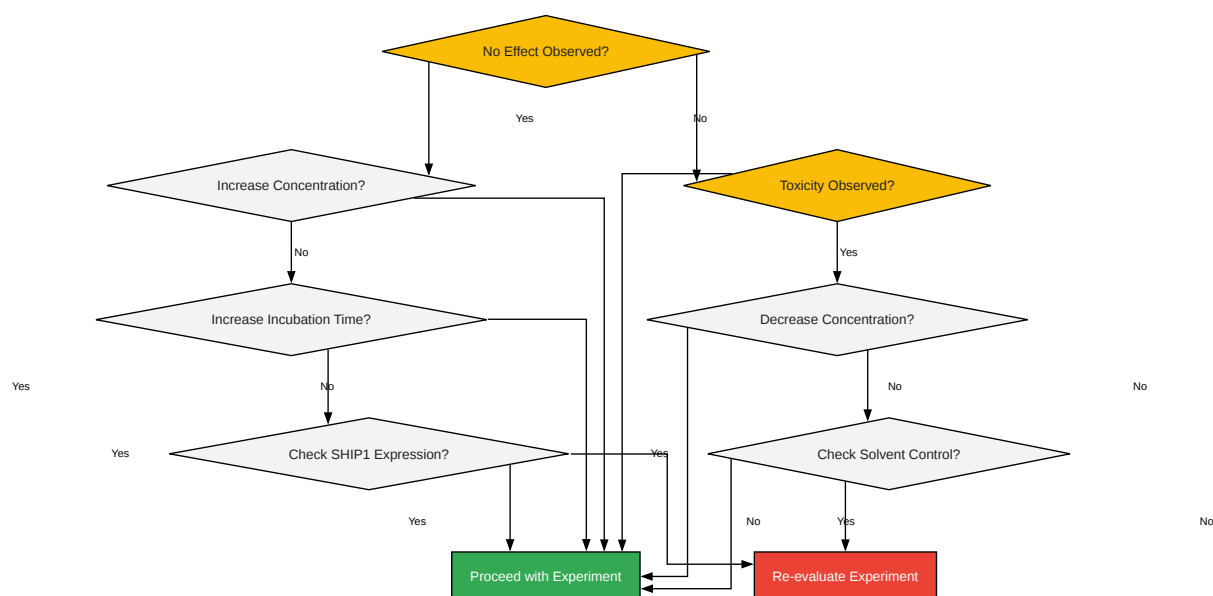 No Effect Observed?
Yes
No
Increase Concentration?
Toxicity Observed?
No
Yes
Increase Incubation Time?
Decrease Concentration?
Yes
No
No
No
Yes
Check SHIP1 Expression?
Yes
Check Solvent Control?
Yes
No
Yes
No
Proceed with Experiment
Re-evaluate Experiment